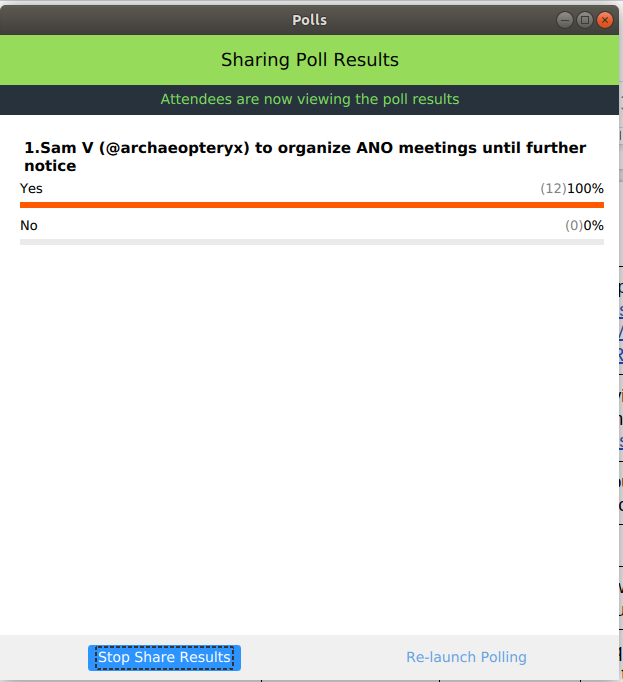 Polls
Sharing Poll Results
Attendees are now viewing the poll results
1.Sam V (@archaeopteryx) to organize ANO meetings until further
notice
Yes (12)100%
No (0)0%
Stop Share Results Re-launch Polling